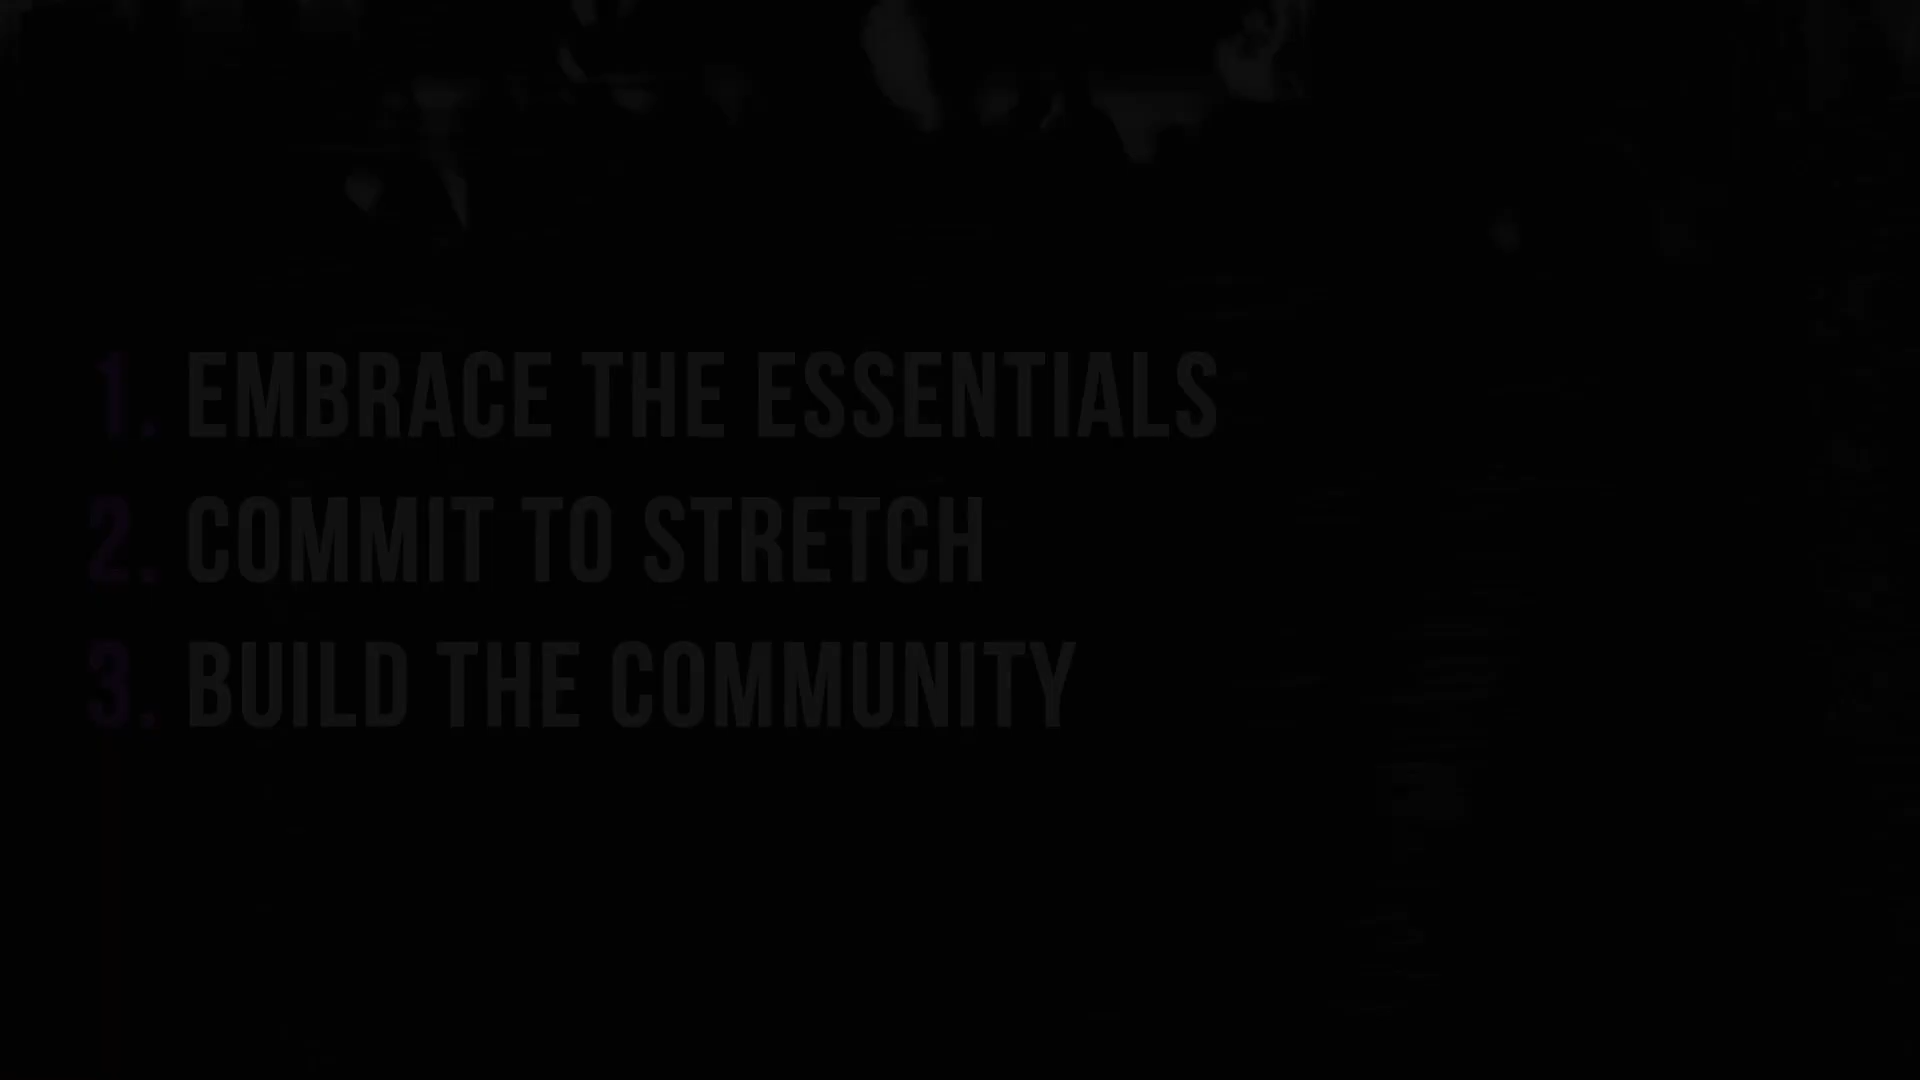 1. EMBRACE THE ESSENTIALS
2. COMMIT TO STRETCH
3. BUILD THE COMMUNITY